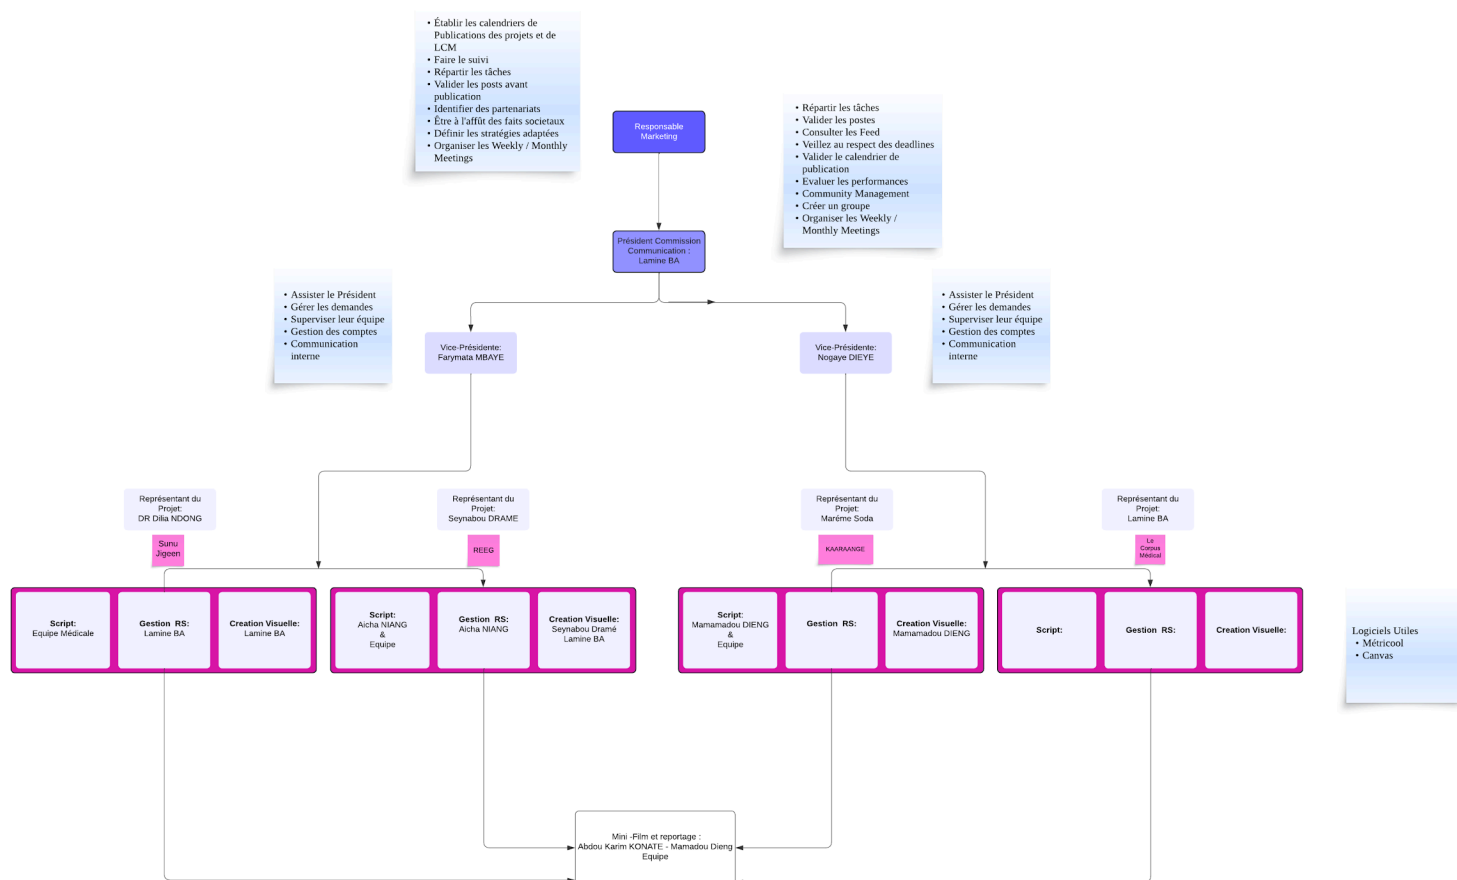 • Établir les calendriers de
Publications des projets et de
LCM
• Faire le suivi
• Répartir les tâches
• Valider les posts avant
publication
• Identifier des partenariats
• Être à l'affût des faits societaux
• Définir les stratégies adaptées
• Organiser les Weekly / Monthly
Meetings
Responsable
Marketing
• Répartir les tâches
• Valider les postes
• Consulter les Feed
• Veillez au respect des deadlines
• Valider le calendrier de
publication
• Evaluer les performances
• Community Management
• Créer un groupe
• Organiser les Weekly /
Monthly Meetings
Président Commission
Communication :
Lamine BA
• Assister le Président
• Gérer les demandes
• Superviser leur équipe
• Gestion des comptes
• Communication
interne
Vice-Présidente:
Farymata MBAYE
Vice-Présidente:
Nogaye DIEYE
• Assister le Président
• Gérer les demandes
• Superviser leur équipe
• Gestion des comptes
• Communication
interne
Représentant du
Projet:
DR Dilia NDONG
Sunu
Jigeen
Représentant du
Projet:
Seynabou DRAME
REEG
Représentant du
Projet:
Maréme Soda
KAARAANGE
Représentant du
Projet:
Lamine BA
Le
Corpus
Médical
Script:
Equipe Médicale
Gestion RS:
Lamine BA
Creation Visuelle:
Lamine BA
Script:
Aicha NIANG
&
Equipe
Gestion RS:
Aicha NIANG
Creation Visuelle:
Seynabou Dramé
Lamine BA
Script:
Mamamadou DIENG
&
Equipe
Gestion RS:
Creation Visuelle:
Mamamadou DIENG
Script:
Gestion RS:
Creation Visuelle:
Logiciels Utiles
• Métricool
• Canvas
Mini -Film et reportage :
Abdou Karim KONATE - Mamadou Dieng
Equipe